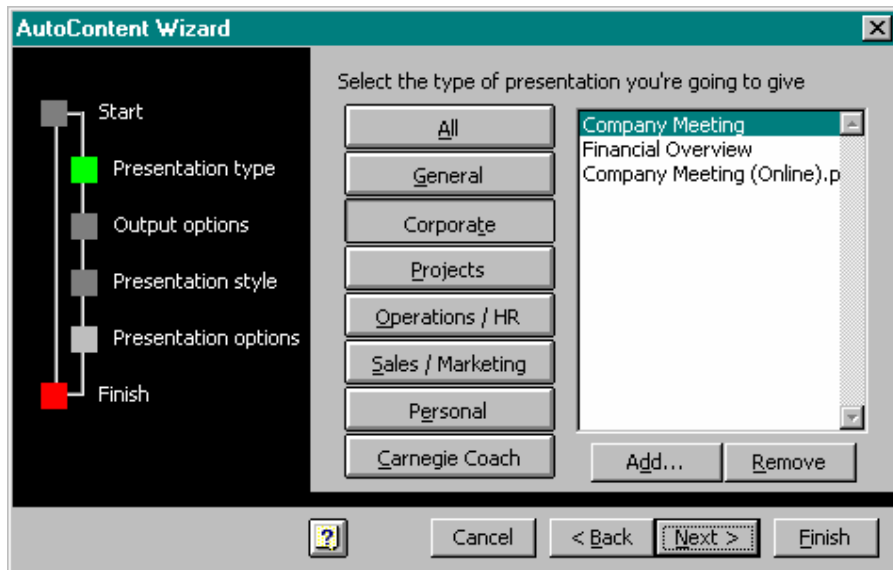 AutoContent Wizard
Start
Presentation type
Output options
Presentation style
Presentation options
Finish
Select the type of presentation you're going to give
All
General
Corporate
Projects
Operations / HR
Sales / Marketing
Personal
Carnegie Coach
Company Meeting
Financial Overview
Company Meeting (Online).p
Add...
Remove
?
Cancel
< Back
Next >
Finish